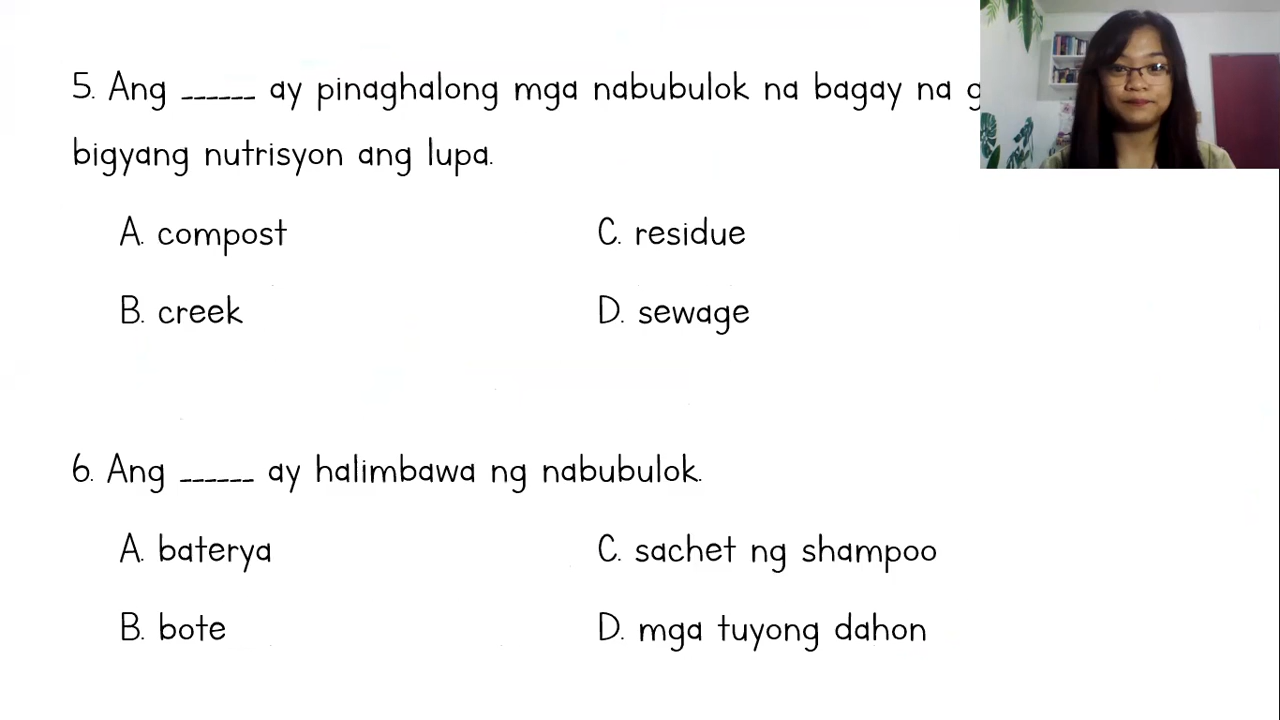 5. Ang ______ ay pinaghalong mga nabubulok na bagay na
bigyang nutrisyon ang lupa.
A. compost
C. residue
B. creek
D. sewage
6. Ang ______ ay halimbawa ng nabubulok.
A. baterya
C. sachet ng shampoo
B. bote
D. mga tuyong dahon